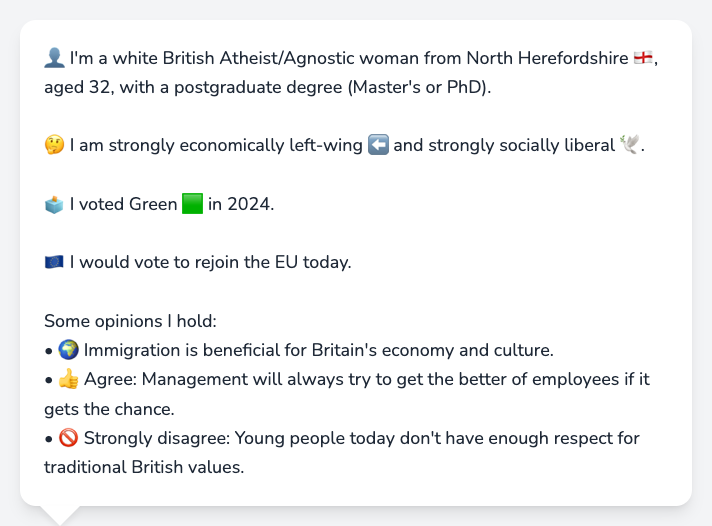 👤 I'm a white British Atheist/Agnostic woman from North Herefordshire 🏴󠁧󠁢󠁥󠁮󠁧󠁿,
aged 32, with a postgraduate degree (Master's or PhD).
🤔 I am strongly economically left-wing ⬅️ and strongly socially liberal 🕊️.
🗳️ I voted Green 🟩 in 2024.
🇪🇺 I would vote to rejoin the EU today.
Some opinions I hold:
• 🌍 Immigration is beneficial for Britain's economy and culture.
• 👍 Agree: Management will always try to get the better of employees if it
gets the chance.
• 🚫 Strongly disagree: Young people today don't have enough respect for
traditional British values.